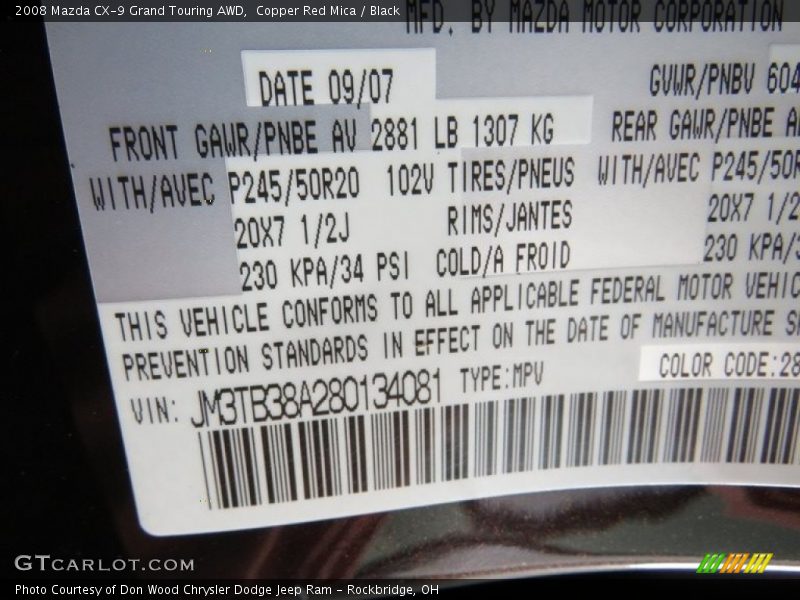 2008 Mazda CX-9 Grand Touring AWD,  Copper Red Mica / Black
MFD. BY MAZDA MOTOR CORPORATION
DATE 09/07 GVWR/PNBV 604
FRONT GAWR/PNBE AV 2881 LB 1307 KG REAR GAWR/PNBE A
WITH/AVEC P245/50R20 102V TIRES/PNEUS WITH/AVEC P245/50R
20X7 1/2J RIMS/JANTES 20X7 1/2
230 KPA/34 PSI COLD/A FROID 230 KPA/3
THIS VEHICLE CONFORMS TO ALL APPLICABLE FEDERAL MOTOR VEHIC
PREVENTION STANDARDS IN EFFECT ON THE DATE OF MANUFACTURE S
VIN: JM3TB38A280134081 TYPE:MPV COLOR CODE:28
GTCARLOT.COM
Photo Courtesy of Don Wood Chrysler Dodge Jeep Ram - Rockbridge, OH